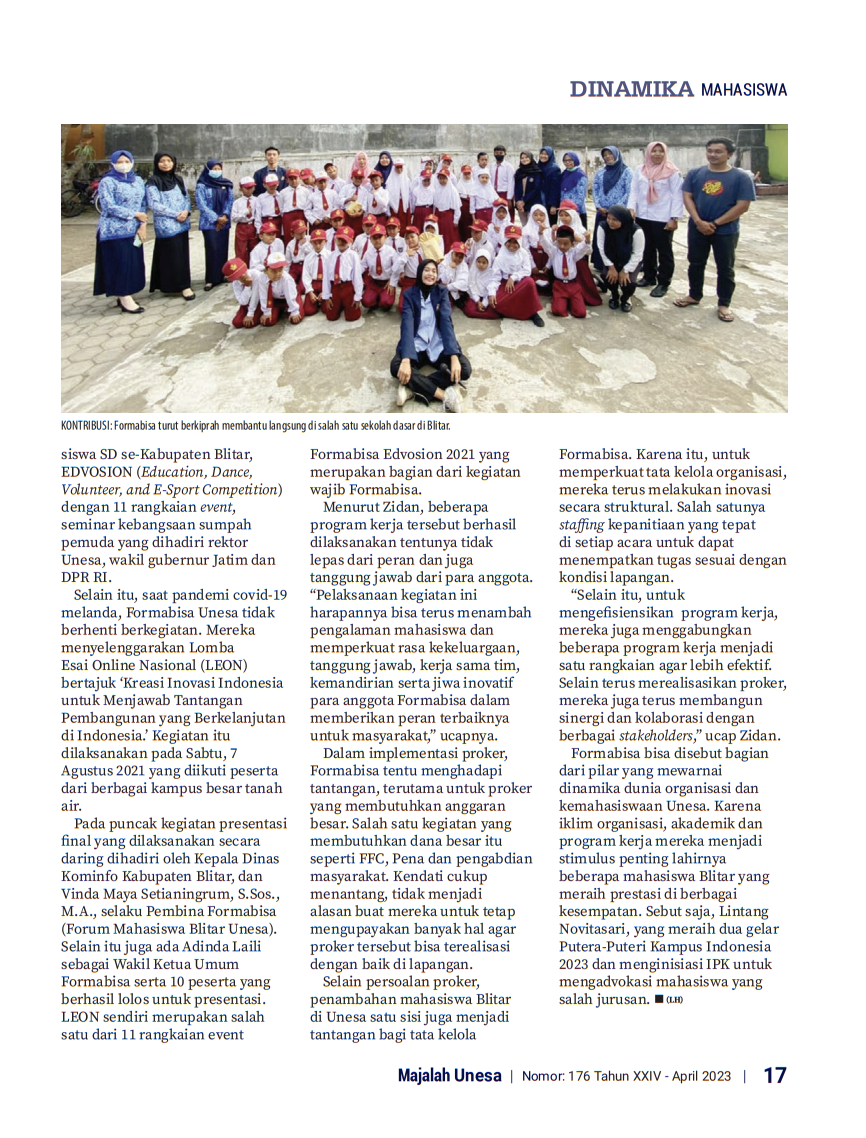 DINAMIKA MAHASISWA
KONTRIBUSI: Formabisa turut berkiprah membantu langsung di salah satu sekolah dasar di Blitar.
siswa SD se-Kabupaten Blitar,
EDVOSION (Education, Dance,
Volunteer, and E-Sport Competition)
dengan 11 rangkaian event,
seminar kebangsaan sumpah
pemuda yang dihadiri rektor
Unesa, wakil gubernur Jatim dan
DPR RI.
Selain itu, saat pandemi covid-19
melanda, Formabisa Unesa tidak
berhenti berkegiatan. Mereka
menyelenggarakan Lomba
Esai Online Nasional (LEON)
bertajuk ‘Kreasi Inovasi Indonesia
untuk Menjawab Tantangan
Pembangunan yang Berkelanjutan
di Indonesia.’ Kegiatan itu
dilaksanakan pada Sabtu, 7
Agustus 2021 yang diikuti peserta
dari berbagai kampus besar tanah
air.
Pada puncak kegiatan presentasi
final yang dilaksanakan secara
daring dihadiri oleh Kepala Dinas
Kominfo Kabupaten Blitar, dan
Vinda Maya Setianingrum, S.Sos.,
M.A., selaku Pembina Formabisa
(Forum Mahasiswa Blitar Unesa).
Selain itu juga ada Adinda Laili
sebagai Wakil Ketua Umum
Formabisa serta 10 peserta yang
berhasil lolos untuk presentasi.
LEON sendiri merupakan salah
satu dari 11 rangkaian event
Formabisa Edvosion 2021 yang
merupakan bagian dari kegiatan
wajib Formabisa.
Menurut Zidan, beberapa
program kerja tersebut berhasil
dilaksanakan tentunya tidak
lepas dari peran dan juga
tanggung jawab dari para anggota.
“Pelaksanaan kegiatan ini
harapannya bisa terus menambah
pengalaman mahasiswa dan
memperkuat rasa kekeluargaan,
tanggung jawab, kerja sama tim,
kemandirian serta jiwa inovatif
para anggota Formabisa dalam
memberikan peran terbaiknya
untuk masyarakat,” ucapnya.
Dalam implementasi proker,
Formabisa tentu menghadapi
tantangan, terutama untuk proker
yang membutuhkan anggaran
besar. Salah satu kegiatan yang
membutuhkan dana besar itu
seperti FFC, Pena dan pengabdian
masyarakat. Kendati cukup
menantang, tidak menjadi
alasan buat mereka untuk tetap
mengupayakan banyak hal agar
proker tersebut bisa terealisasi
dengan baik di lapangan.
Selain persoalan proker,
penambahan mahasiswa Blitar
di Unesa satu sisi juga menjadi
tantangan bagi tata kelola
Formabisa. Karena itu, untuk
memperkuat tata kelola organisasi,
mereka terus melakukan inovasi
secara struktural. Salah satunya
staffing kepanitiaan yang tepat
di setiap acara untuk dapat
menempatkan tugas sesuai dengan
kondisi lapangan.
“Selain itu, untuk
mengefisiensikan program kerja,
mereka juga menggabungkan
beberapa program kerja menjadi
satu rangkaian agar lebih efektif.
Selain terus merealisasikan proker,
mereka juga terus membangun
sinergi dan kolaborasi dengan
berbagai stakeholders,” ucap Zidan.
Formabisa bisa disebut bagian
dari pilar yang mewarnai
dinamika dunia organisasi dan
kemahasiswaan Unesa. Karena
iklim organisasi, akademik dan
program kerja mereka menjadi
stimulus penting lahirnya
beberapa mahasiswa Blitar yang
meraih prestasi di berbagai
kesempatan. Sebut saja, Lintang
Novitasari, yang meraih dua gelar
Putera-Puteri Kampus Indonesia
2023 dan menginisiasi IPK untuk
mengadvokasi mahasiswa yang
salah jurusan. ■ (LH)
Majalah Unesa | Nomor: 176 Tahun XXIV - April 2023 | 17